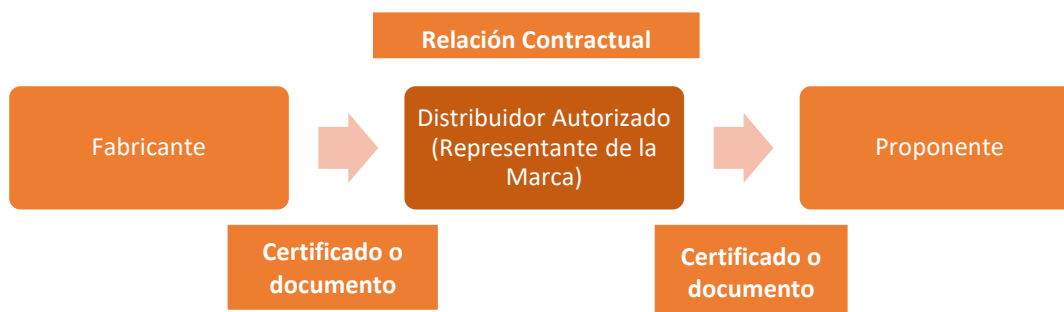 Relación Contractual
Fabricante
Distribuidor Autorizado
(Representante de la
Marca)
Proponente
Certificado o
documento
Certificado o
documento